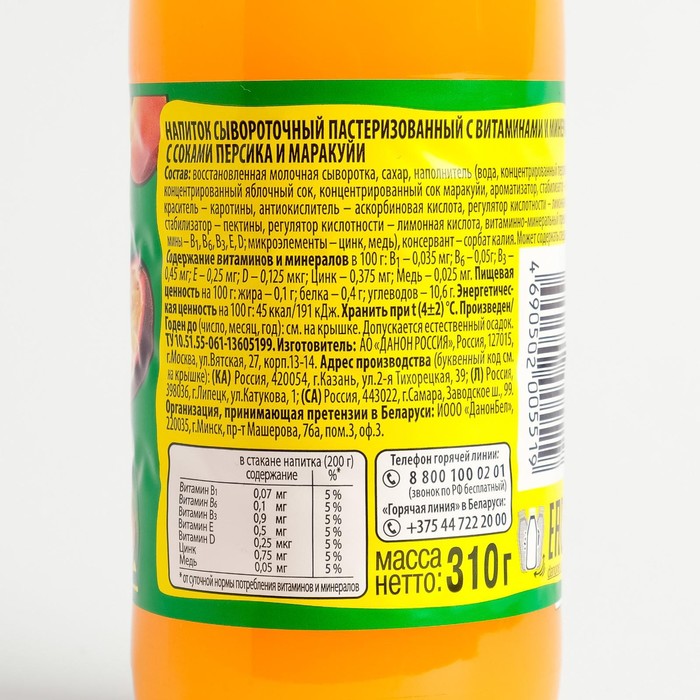 НАПИТОК СЫВОРОТОЧНЫЙ ПАСТЕРИЗОВАННЫЙ С ВИТАМИНАМИ И
С СОКАМИ ПЕРСИКА И МАРАКУЙИ
Состав: восстановленная молочная сыворотка, сахар, наполнитель (вода, концентрированный
концентрированный яблочный сок, концентрированный сок маракуйи, ароматизатор,
краситель – каротины, антиокислитель – аскорбиновая кислота, регулятор кислотности –
стабилизатор – пектины, регулятор кислотности – лимонная кислота, витаминно-минеральный
мины – B1, B6, B3, E, D; микроэлементы – цинк, медь), консервант – сорбат калия. Может
Содержание витаминов и минералов в 100 г: B1 – 0,035 мг; B6 – 0,05г; B3 –
0,45 мг; E – 0,25 мг; D – 0,125 мкг; Цинк – 0,375 мг; Медь – 0,025 мг. Пищевая
ценность на 100 г: жира – 0,1 г; белка – 0,4 г; углеводов – 10,6 г. Энергетичес-
кая ценность на 100 г: 45 ккал/191 кДж. Хранить при t (4±2) °С. Произведен/
Годен до (число, месяц, год): см. на крышке. Допускается естественный осадок.
ТУ 10.51.55-061-13605199. Изготовитель: АО «ДАНОН РОССИЯ», Россия, 127015,
г.Москва, ул.Вятская, 27, корп.13-14. Адрес производства (буквенный код см.
на крышке): (КА) Россия, 420054, г.Казань, ул.2-я Тихорецкая, 39; (Л) Россия,
398036, г.Липецк, ул.Катукова, 1; (СА) Россия, 443022, г.Самара, Заводское ш., 99.
Организация, принимающая претензии в Беларуси: ИООО «ДанонБел»,
220035, г.Минск, пр-т Машерова, 76а, пом.3, оф.3.
в стакане напитка (200 г)
содержание %*
Витамин B1 0,07 мг 5 %
Витамин B6 0,1 мг 5 %
Витамин B3 0,9 мг 5 %
Витамин E 0,5 мг 5 %
Витамин D 0,25 мкг 5 %
Цинк 0,75 мг 5 %
Медь 0,05 мг 5 %
* от суточной нормы потребления витаминов и минералов
Телефон горячей линии:
8 800 100 02 01
(звонок по РФ бесплатный)
«Горячая линия» в Беларуси:
+375 44 722 20 00
масса
нетто: 310 г
4 690502 005519